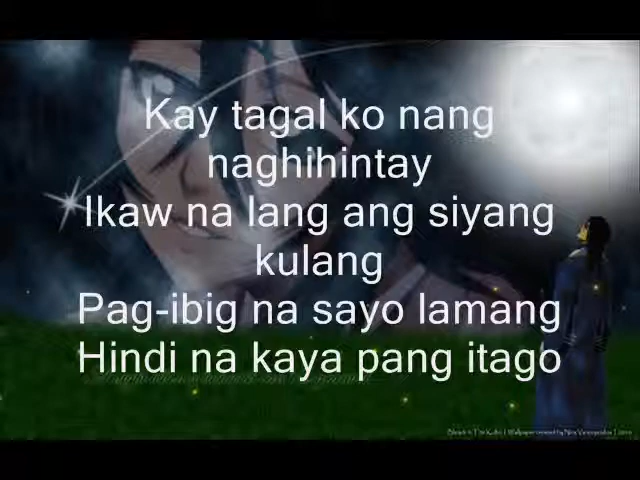 Kay tagal ko nang
naghihintay
Ikaw na lang ang siyang
kulang
Pag-ibig na sayo lamang
Hindi na kaya pang itago